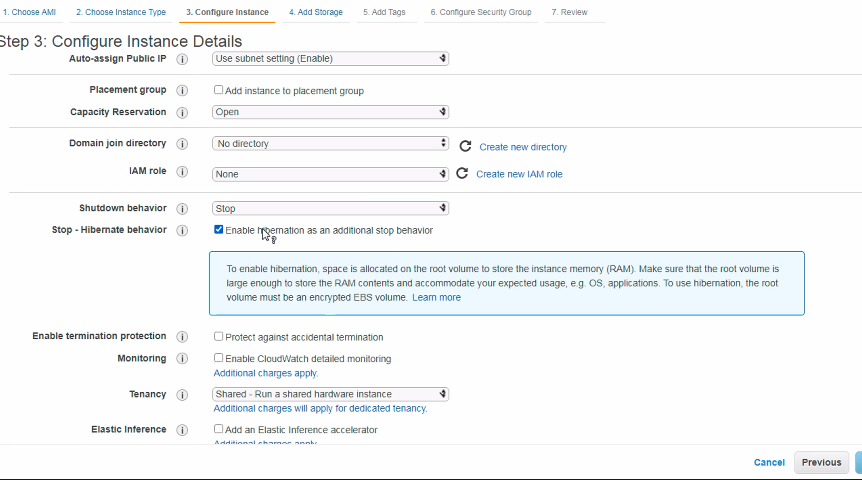 1. Choose AMI 2. Choose Instance Type 3. Configure Instance 4. Add Storage 5. Add Tags 6. Configure Security Group 7. Review
Step 3: Configure Instance Details
Auto-assign Public IP i Use subnet setting (Enable)
Placement group i Add instance to placement group
Capacity Reservation i Open
Domain join directory i No directory Create new directory
IAM role i None Create new IAM role
Shutdown behavior i Stop
Stop - Hibernate behavior i Enable hibernation as an additional stop behavior
To enable hibernation, space is allocated on the root volume to store the instance memory (RAM). Make sure that the root volume is
large enough to store the RAM contents and accommodate your expected usage, e.g. OS, applications. To use hibernation, the root
volume must be an encrypted EBS volume. Learn more
Enable termination protection i Protect against accidental termination
Monitoring i Enable CloudWatch detailed monitoring
Additional charges apply.
Tenancy i Shared - Run a shared hardware instance
Additional charges will apply for dedicated tenancy.
Elastic Inference i Add an Elastic Inference accelerator
Additional charges apply.
Cancel Previous